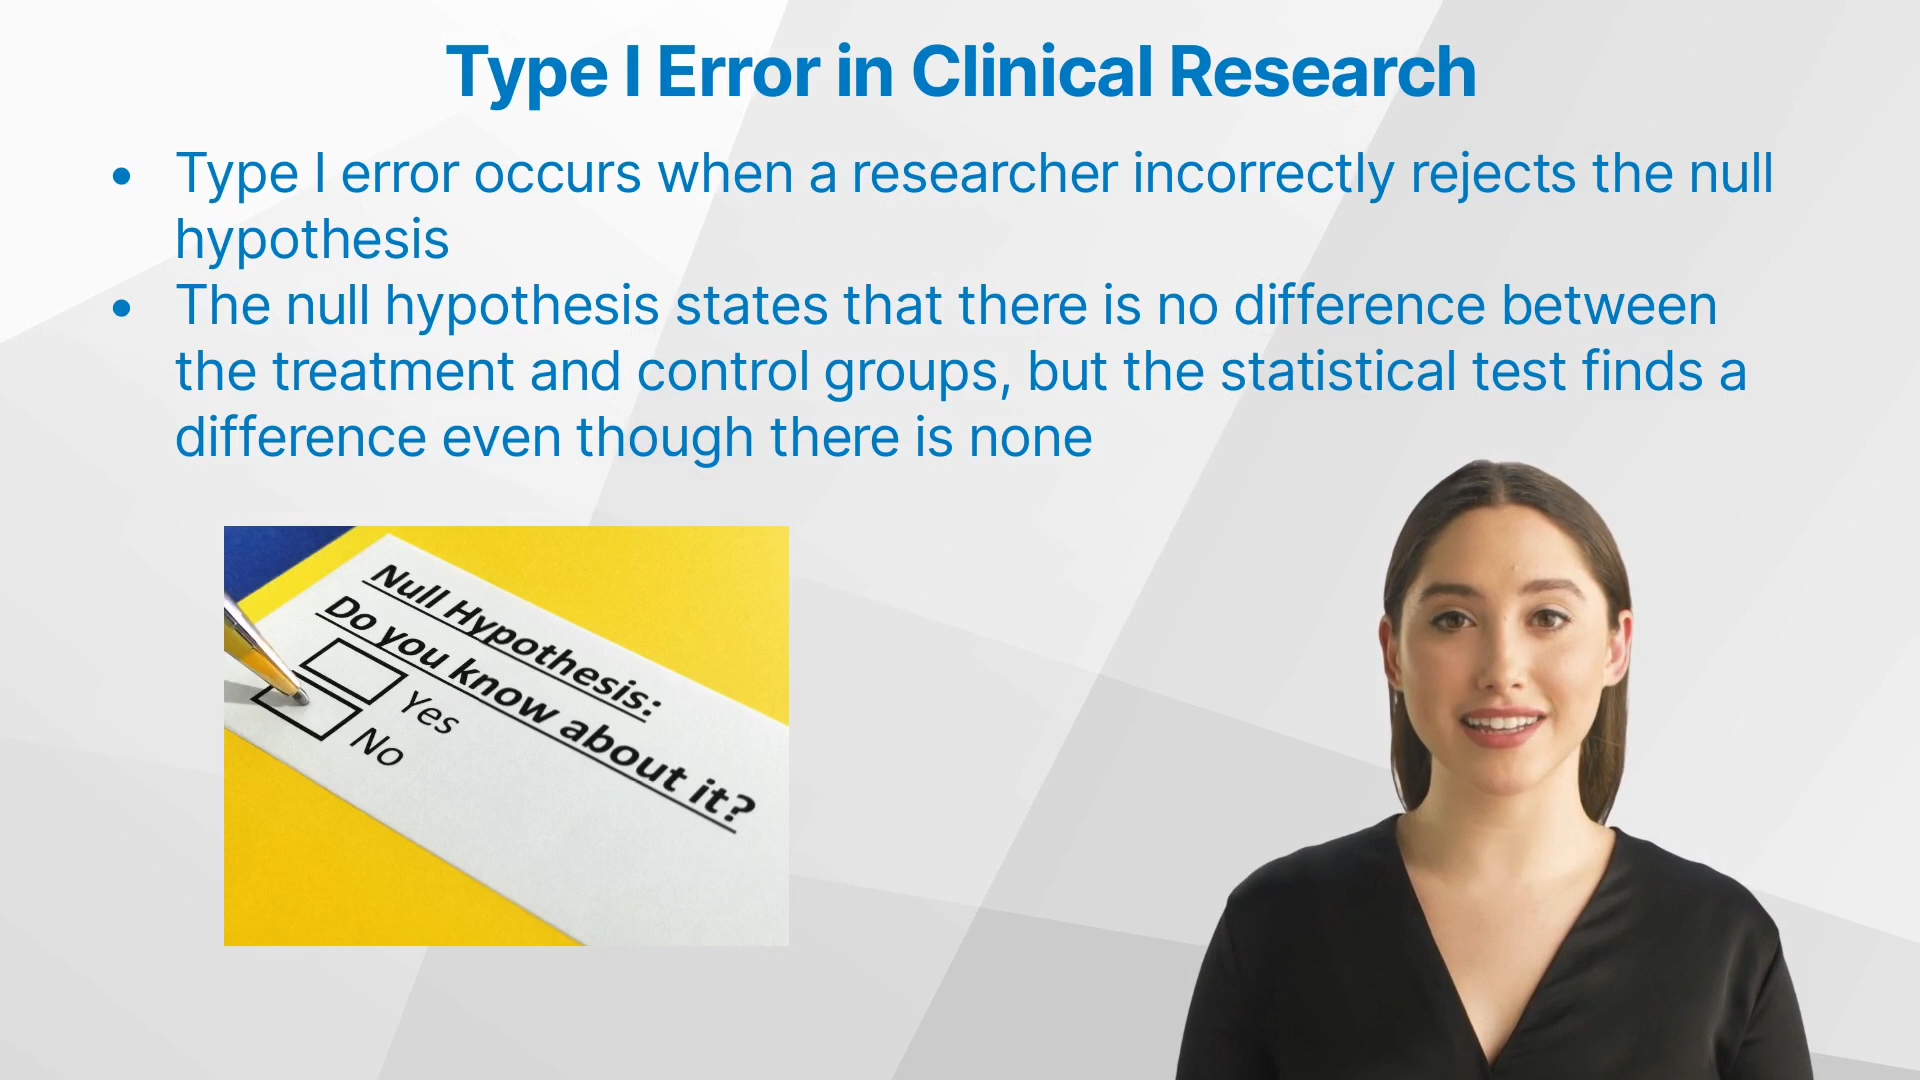 Type I Error in Clinical Research
• Type I error occurs when a researcher incorrectly rejects the null
hypothesis
• The null hypothesis states that there is no difference between
the treatment and control groups, but the statistical test finds a
difference even though there is none
Null Hypothesis:
Do you know about it?
Yes
No